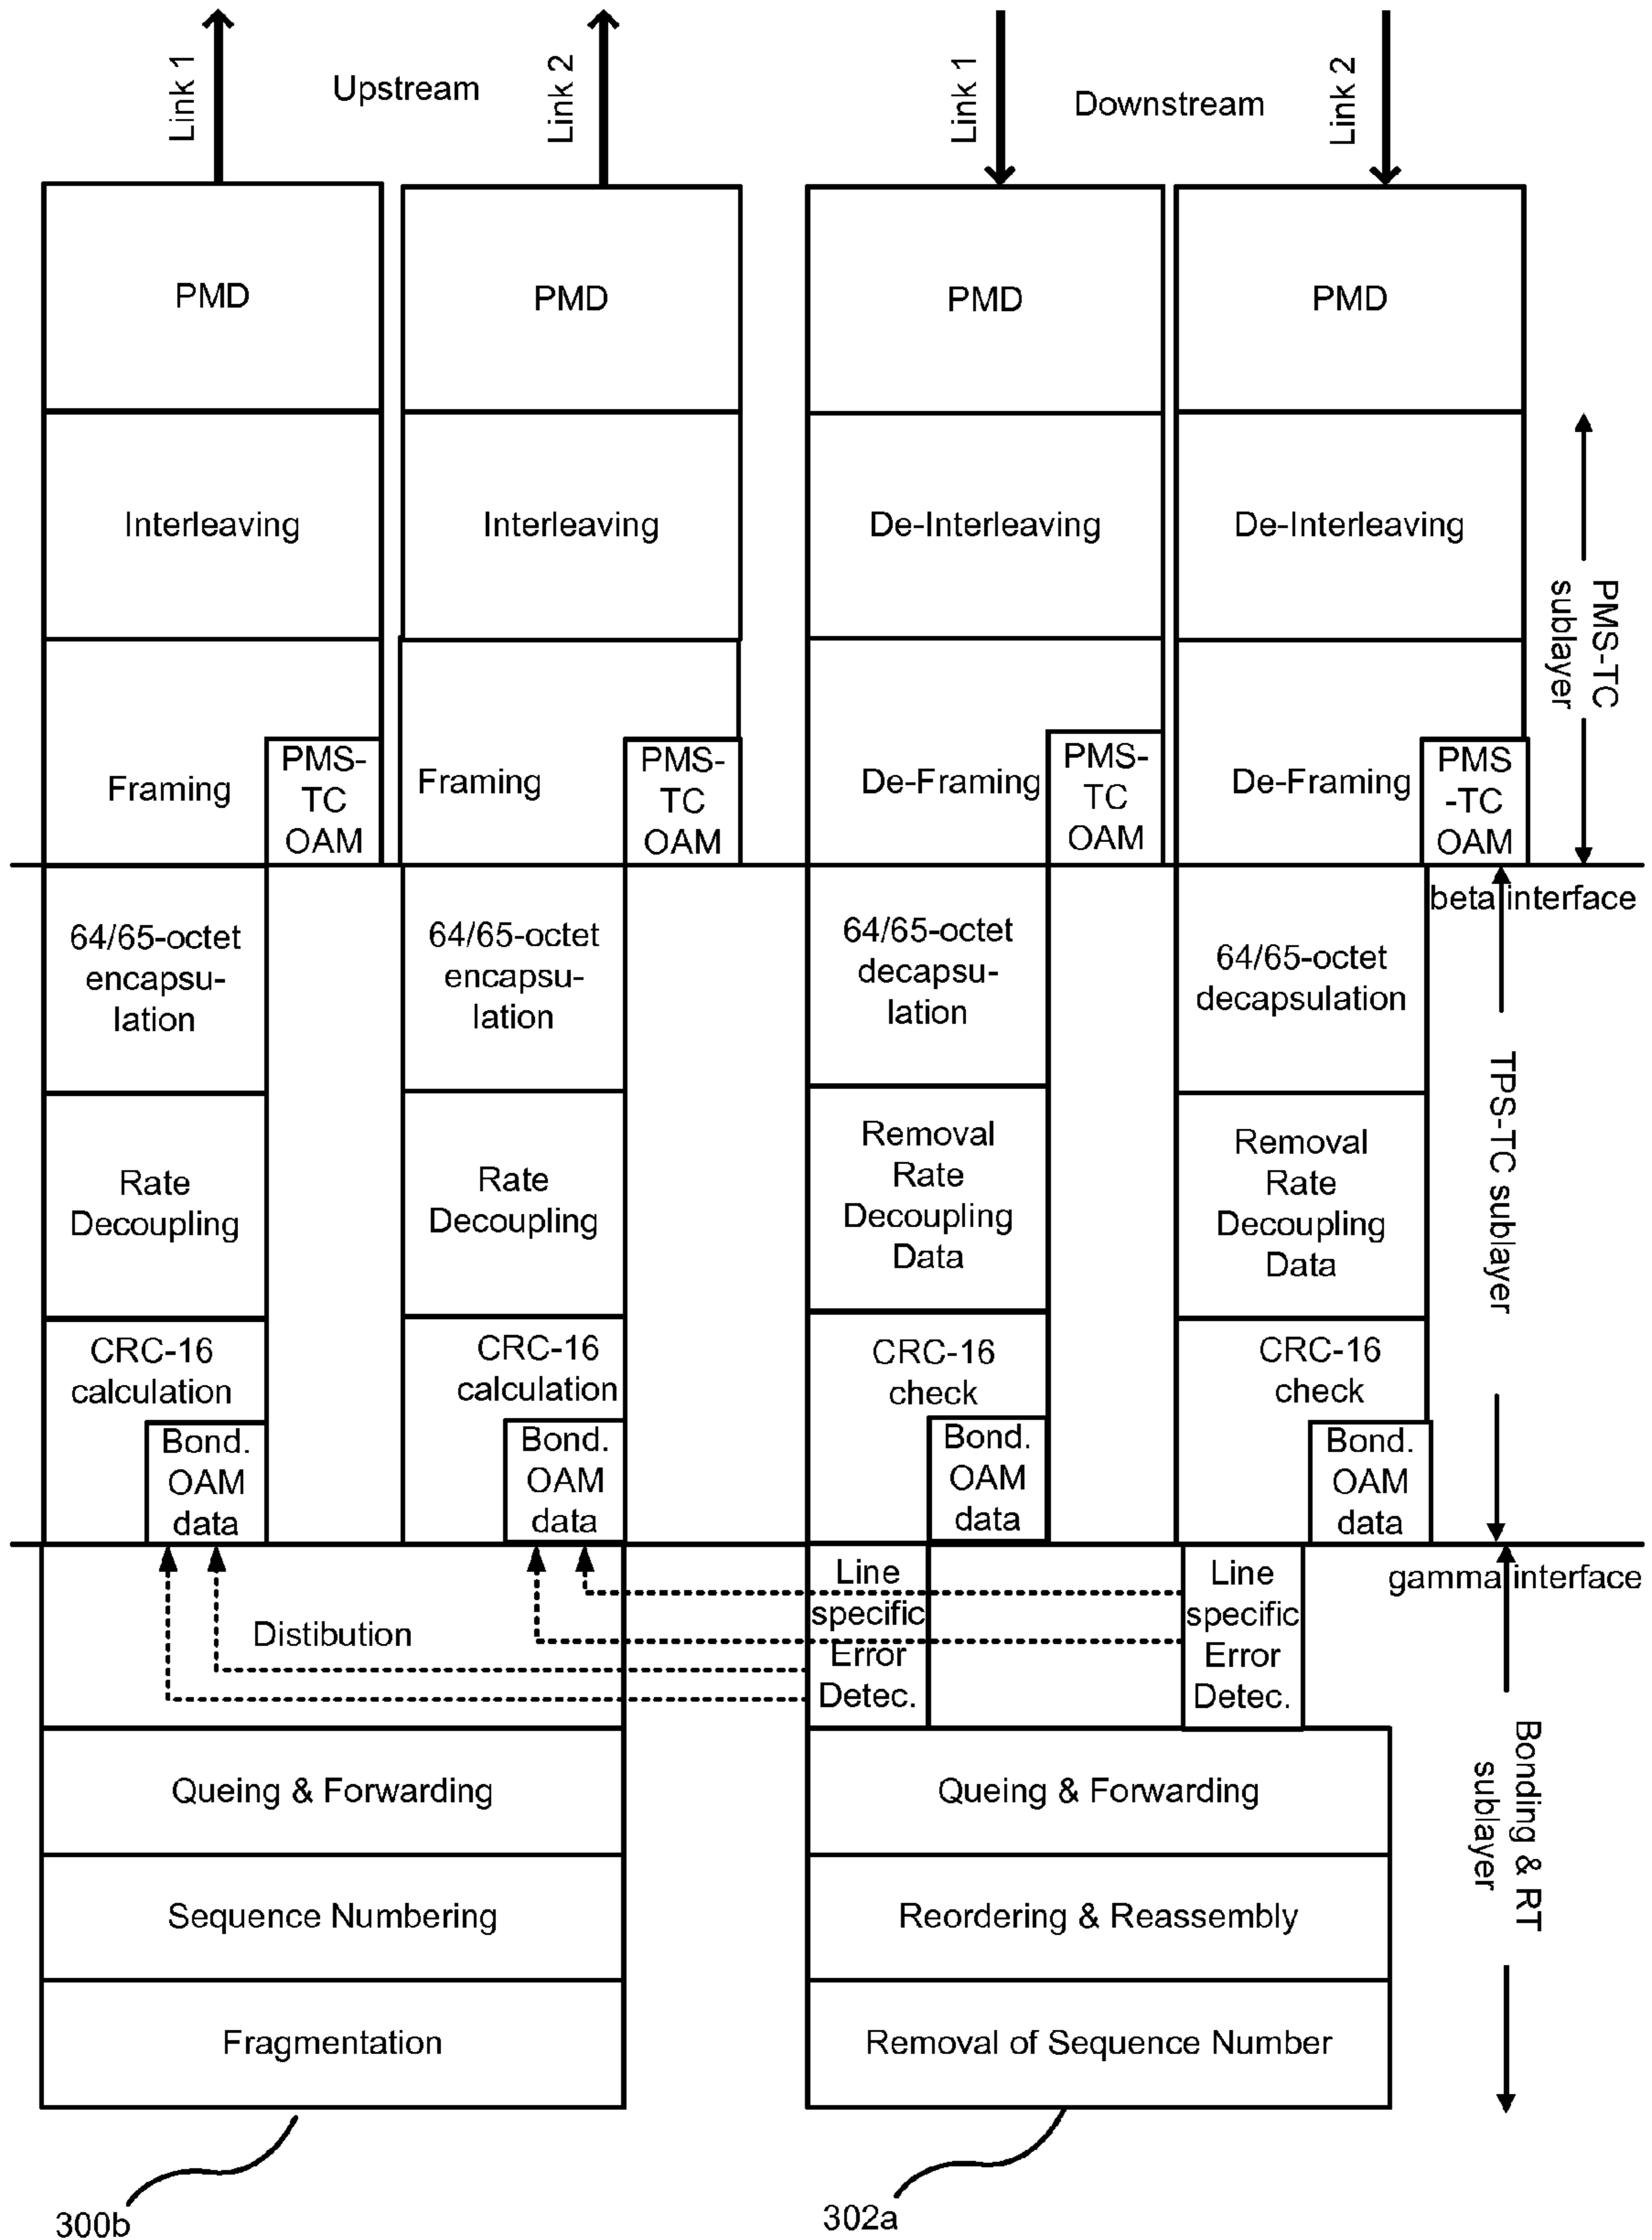 Link 1
Upstream
Link 2
Link 1
Downstream
Link 2
PMD
PMD
PMD
PMD
Interleaving
Interleaving
De-Interleaving
De-Interleaving
PMS-TC
sublayer
Framing
PMS-
TC
OAM
Framing
PMS-
TC
OAM
De-Framing
PMS-
TC
OAM
De-Framing
PMS
-TC
OAM
beta interface
64/65-octet
encapsu-
lation
64/65-octet
encapsu-
lation
64/65-octet
decapsu-
lation
64/65-octet
decapsulation
TPS-TC sublayer
Rate
Decoupling
Rate
Decoupling
Removal
Rate
Decoupling
Data
Removal
Rate
Decoupling
Data
CRC-16
calculation
Bond.
OAM
data
CRC-16
calculation
Bond.
OAM
data
CRC-16
check
Bond.
OAM
data
CRC-16
check
Bond.
OAM
data
gamma interface
Distibution
Line
specific
Error
Detec.
Line
specific
Error
Detec.
Bonding & RT
sublayer
Queing & Forwarding
Queing & Forwarding
Sequence Numbering
Reordering & Reassembly
Fragmentation
Removal of Sequence Number
300b
302a